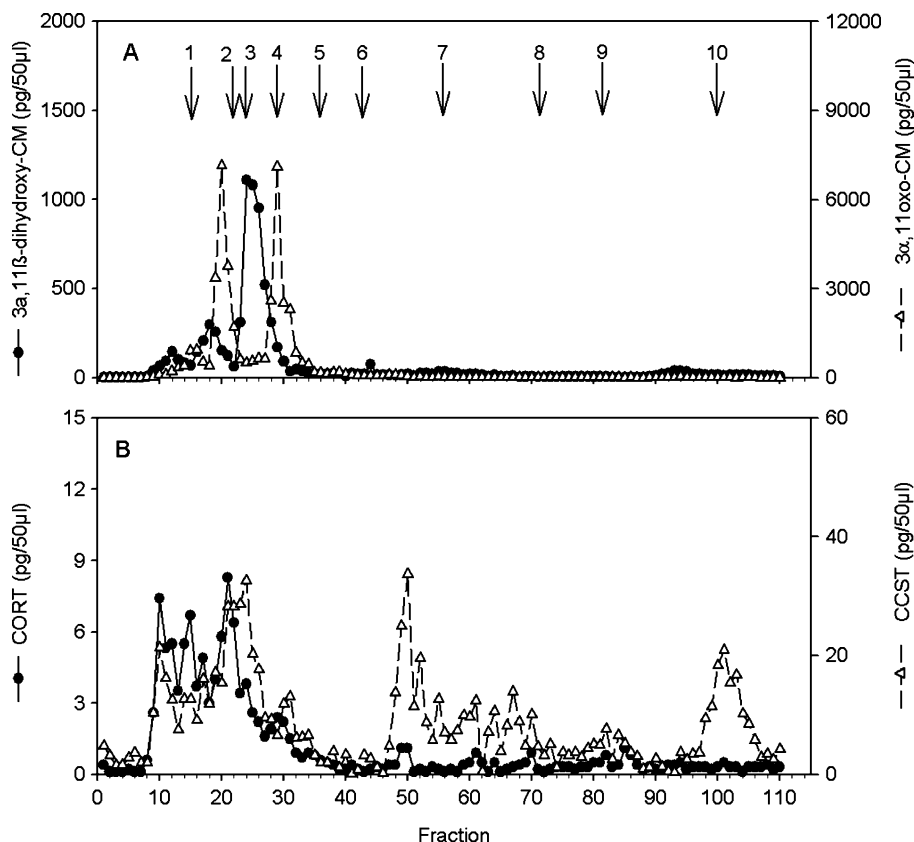 A
1 2 3 4 5 6 7 8 9 10
2000
1500
1000
500
0
3a,11ß-dihydroxy-CM (pg/50µl)
12000
9000
6000
3000
0
3α,11oxo-CM (pg/50µl)
B
15
12
9
6
3
0
CORT (pg/50µl)
60
40
20
0
CCST (pg/50µl)
0 10 20 30 40 50 60 70 80 90 100 110
Fraction